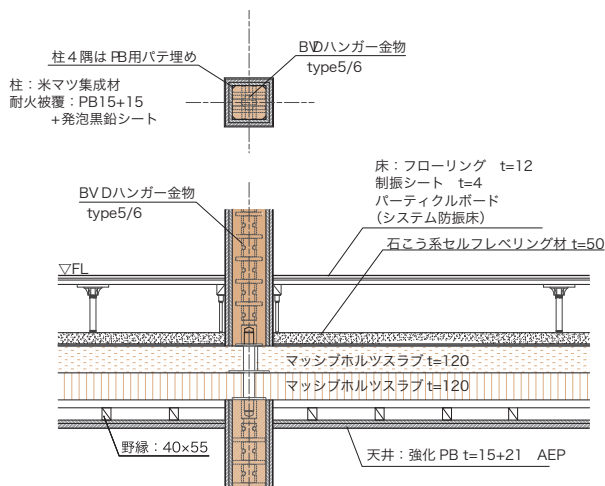 柱４隅は PB用パテ埋め
BVDハンガー金物
type5/6
柱：米マツ集成材
耐火被覆：PB15+15
+発泡黒鉛シート
床：フローリング t=12
制振シート t=4
パーティクルボード
（システム防振床）
BV Dハンガー金物
type5/6
石こう系セルフレベリング材 t=50
▽FL
マッシブホルツスラブ t=120
マッシブホルツスラブ t=120
野縁：40×55
天井：強化 PB t=15+21 AEP